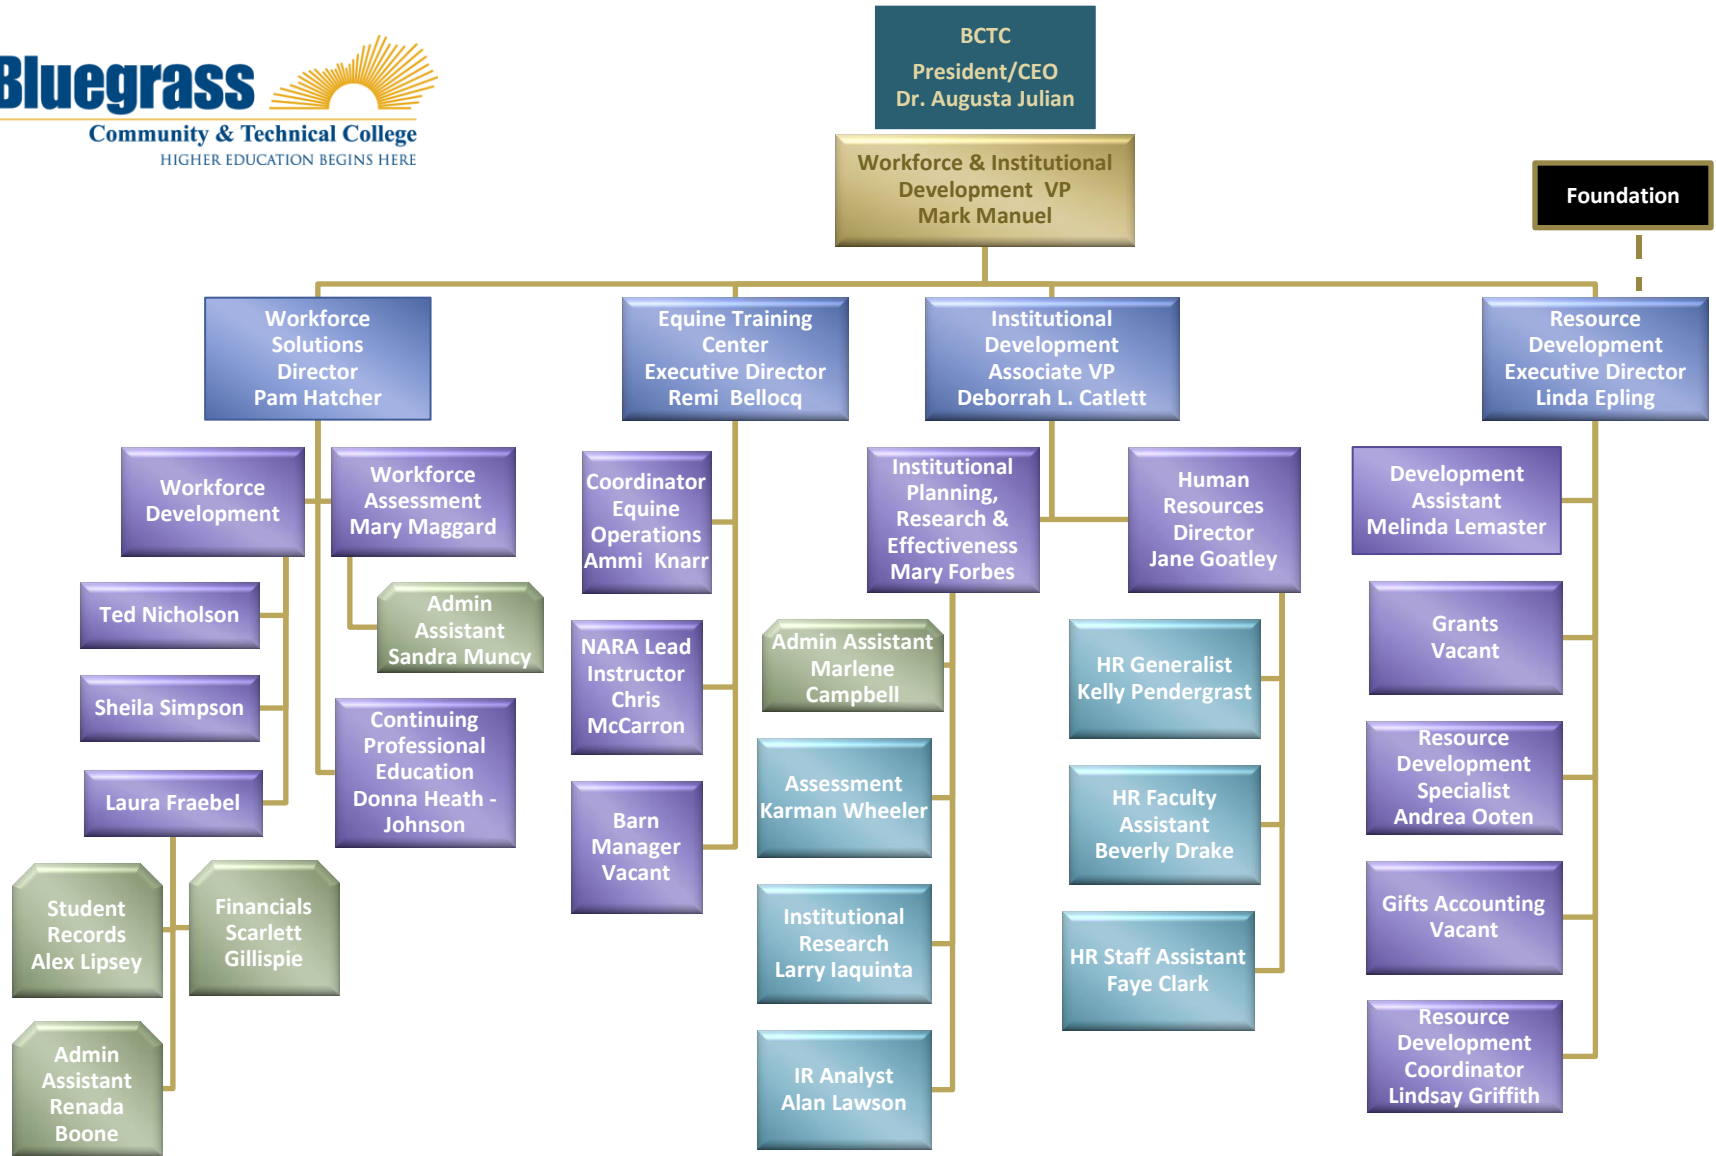 Bluegrass
Community & Technical College
HIGHER EDUCATION BEGINS HERE
BCTC
President/CEO
Dr. Augusta Julian
Workforce & Institutional
Development VP
Mark Manuel
Foundation
Workforce
Solutions
Director
Pam Hatcher
Equine Training
Center
Executive Director
Remi Bellocq
Institutional
Development
Associate VP
Deborrah L. Catlett
Resource
Development
Executive Director
Linda Epling
Workforce
Development
Workforce
Assessment
Mary Maggard
Ted Nicholson
Admin
Assistant
Sandra Muncy
Sheila Simpson
Continuing
Professional
Education
Donna Heath -
Johnson
Laura Fraebel
Student
Records
Alex Lipsey
Financials
Scarlett
Gillispie
Admin
Assistant
Renada
Boone
Coordinator
Equine
Operations
Ammi Knarr
NARA Lead
Instructor
Chris
McCarron
Barn
Manager
Vacant
Institutional
Planning,
Research &
Effectiveness
Mary Forbes
Admin Assistant
Marlene
Campbell
Assessment
Karman Wheeler
Institutional
Research
Larry Iaquinta
IR Analyst
Alan Lawson
Human
Resources
Director
Jane Goatley
HR Generalist
Kelly Pendergrast
HR Faculty
Assistant
Beverly Drake
HR Staff Assistant
Faye Clark
Development
Assistant
Melinda Lemaster
Grants
Vacant
Resource
Development
Specialist
Andrea Ooten
Gifts Accounting
Vacant
Resource
Development
Coordinator
Lindsay Griffith